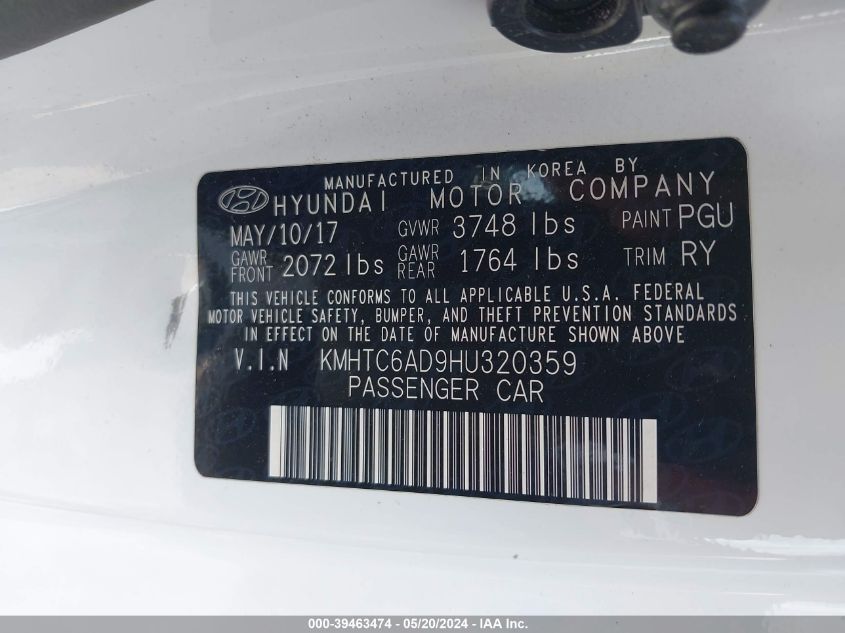 MANUFACTURED IN KOREA BY
HYUNDAI MOTOR COMPANY
MAY/10/17 GVWR 3748 lbs PAINT PGU
GAWR FRONT 2072 lbs GAWR REAR 1764 lbs TRIM RY
THIS VEHICLE CONFORMS TO ALL APPLICABLE U.S.A. FEDERAL
MOTOR VEHICLE SAFETY, BUMPER, AND THEFT PREVENTION STANDARDS
IN EFFECT ON THE DATE OF MANUFACTURE SHOWN ABOVE
V.I.N KMHTC6AD9HU320359
PASSENGER CAR
000-39463474 - 05/20/2024 - IAA Inc.